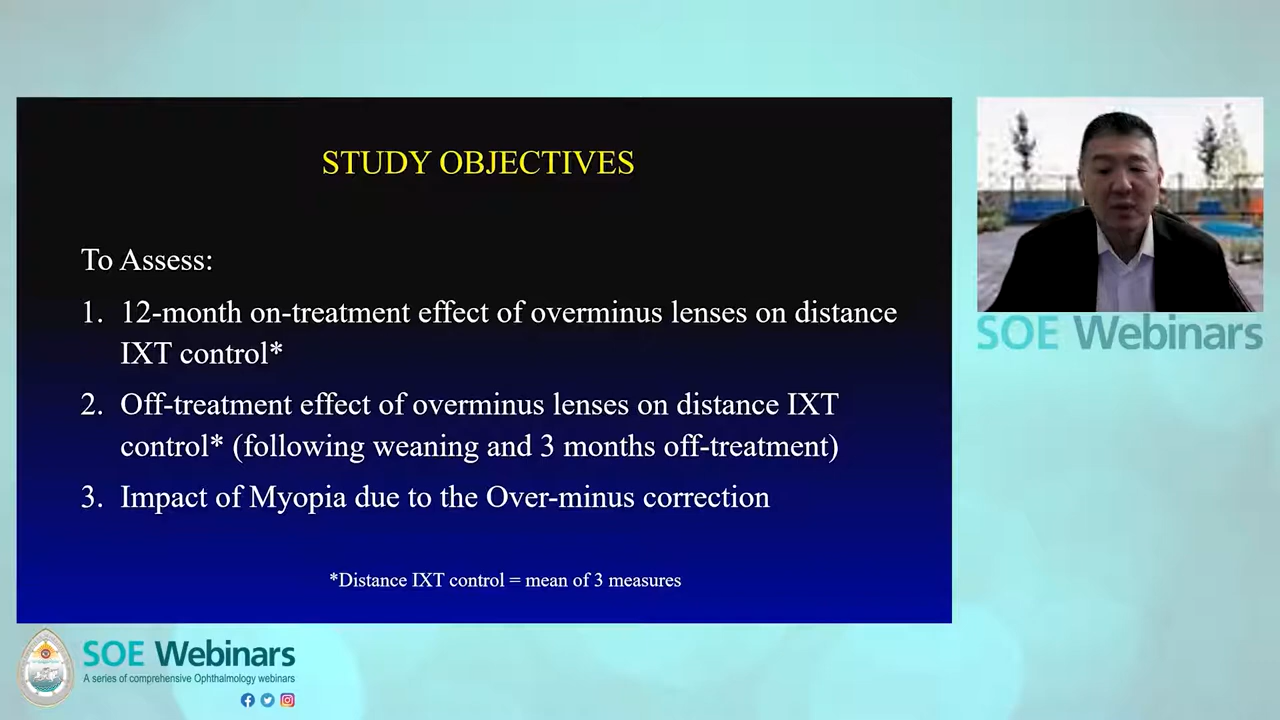 STUDY OBJECTIVES
To Assess:
1. 12-month on-treatment effect of overminus lenses on distance
IXT control*
2. Off-treatment effect of overminus lenses on distance IXT
control* (following weaning and 3 months off-treatment)
3. Impact of Myopia due to the Over-minus correction
*Distance IXT control = mean of 3 measures
SOE Webinars
SOE Webinars
A series of comprehensive Ophthalmology webinars